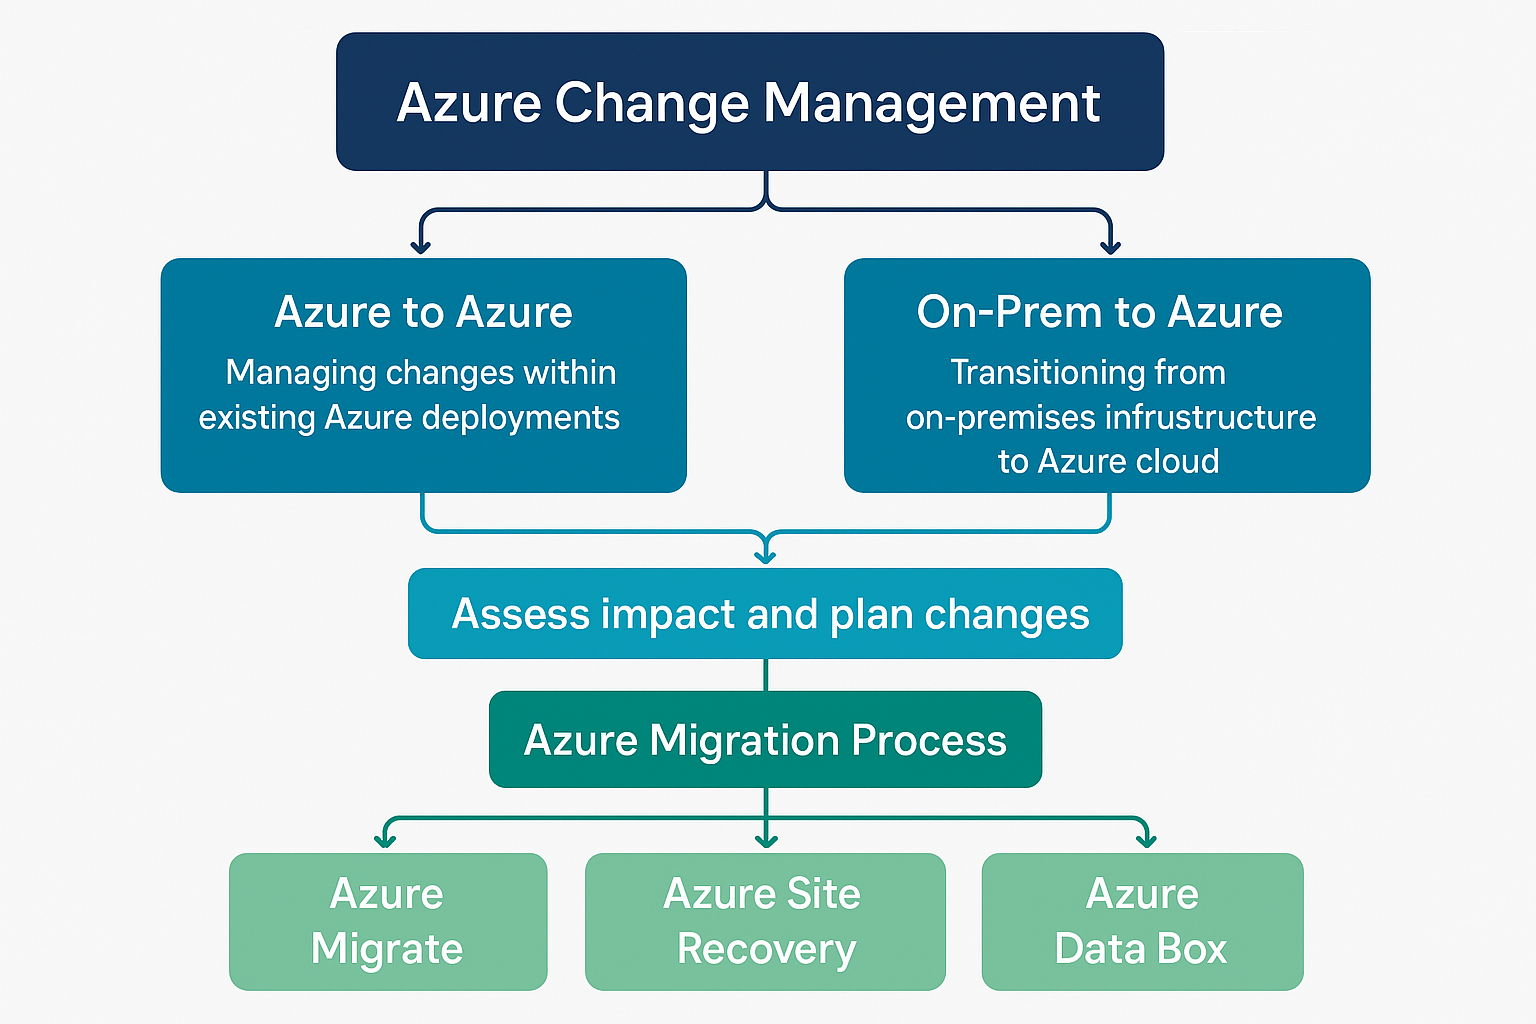 Azure Change Management
Azure to Azure
Managing changes within
existing Azure deployments
On-Prem to Azure
Transitioning from
on-premises infrustructure
to Azure cloud
Assess impact and plan changes
Azure Migration Process
Azure
Migrate
Azure Site
Recovery
Azure
Data Box